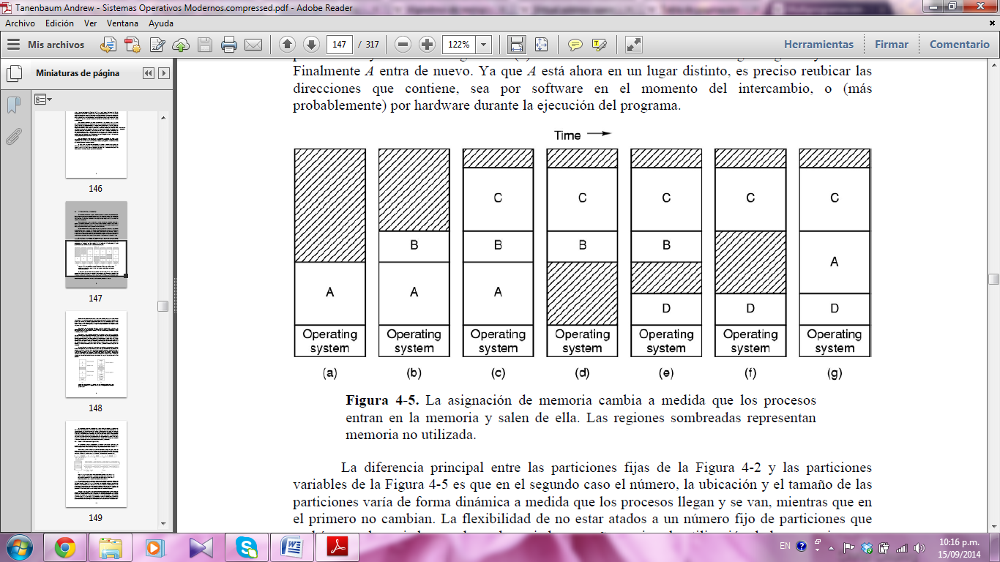 Tanenbaum Andrew - Sistemas Operativos Modernos.compressed.pdf - Adobe Reader
Archivo Edición Ver Ventana Ayuda
Mis archivos
147 / 317
122%
Herramientas Firmar Comentario
Miniaturas de página
146
147
148
149
Finalmente A entra de nuevo. Ya que A está ahora en un lugar distinto, es preciso reubicar las
direcciones que contiene, sea por software en el momento del intercambio, o (más
probablemente) por hardware durante la ejecución del programa.
Time
C C C C C
B B B B
A A A A
D D D
Operating system Operating system Operating system Operating system Operating system Operating system Operating system
(a) (b) (c) (d) (e) (f) (g)
Figura 4-5. La asignación de memoria cambia a medida que los procesos
entran en la memoria y salen de ella. Las regiones sombreadas representan
memoria no utilizada.
La diferencia principal entre las particiones fijas de la Figura 4-2 y las particiones
variables de la Figura 4-5 es que en el segundo caso el número, la ubicación y el tamaño de las
particiones varía de forma dinámica a medida que los procesos llegan y se van, mientras que en
el primero no cambian. La flexibilidad de no estar atados a un número fijo de particiones que
EN
10:16 p.m.
15/09/2014